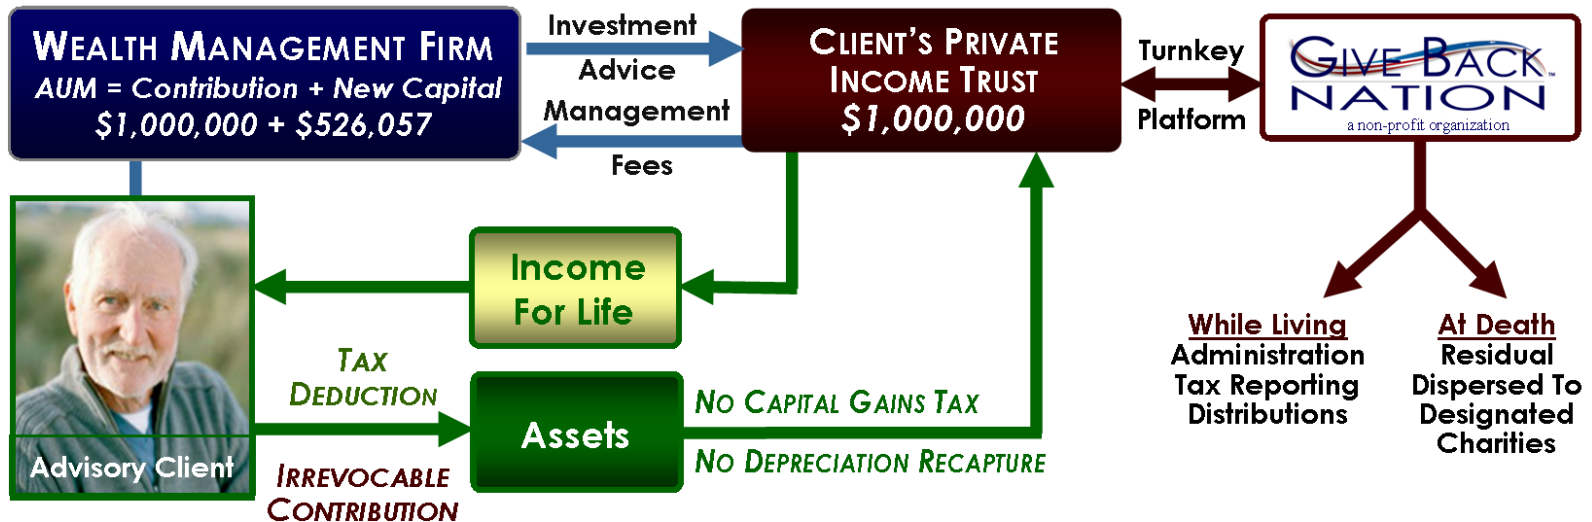 WEALTH MANAGEMENT FIRM
AUM = Contribution + New Capital
$1,000,000 + $526,057
Investment
Advice
Management
Fees
CLIENT'S PRIVATE
INCOME TRUST
$1,000,000
Turnkey
Platform
GIVE BACK
NATION™
a non-profit organization
Income
For Life
TAX
DEDUCTION
Assets
NO CAPITAL GAINS TAX
NO DEPRECIATION RECAPTURE
Advisory Client
IRREVOCABLE
CONTRIBUTION
While Living
Administration
Tax Reporting
Distributions
At Death
Residual
Dispersed To
Designated
Charities